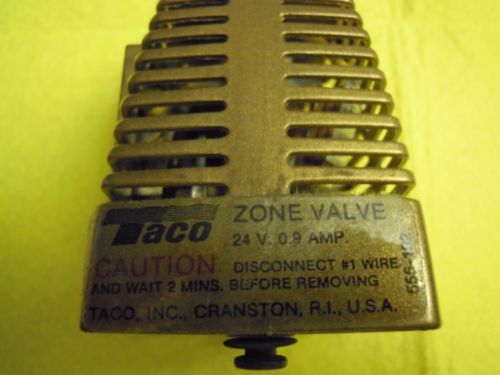 Taco ZONE VALVE
24 V. 0.9 AMP.
CAUTION DISCONNECT #1 WIRE
AND WAIT 2 MINS. BEFORE REMOVING
TACO, INC., CRANSTON, R.I., U.S.A.